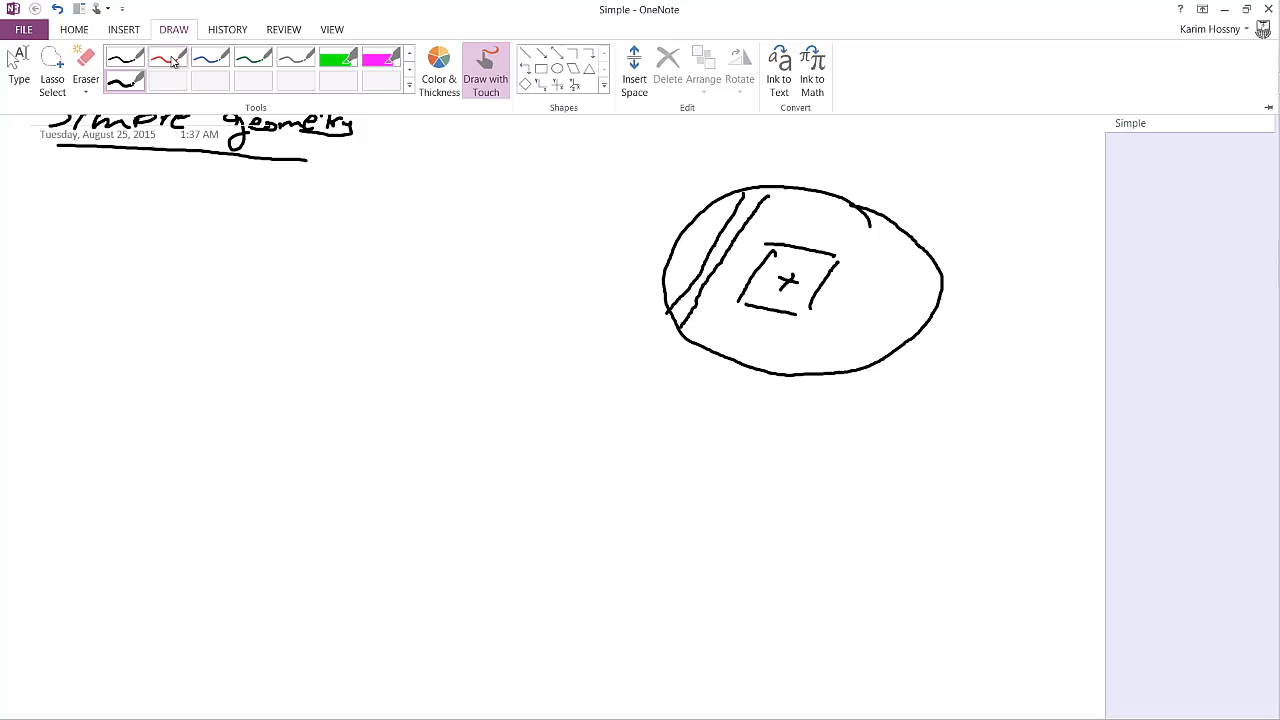 Simple - OneNote
?
FILE HOME INSERT DRAW HISTORY REVIEW VIEW
Karim Hossny
Type
Lasso Select
Eraser
Color & Thickness
Draw with Touch
Insert Space
Delete
Arrange
Rotate
Ink to Text
Ink to Math
Tools
Shapes
Edit
Convert
Simple geometry
Tuesday, August 25, 2015 1:37 AM
Simple
+